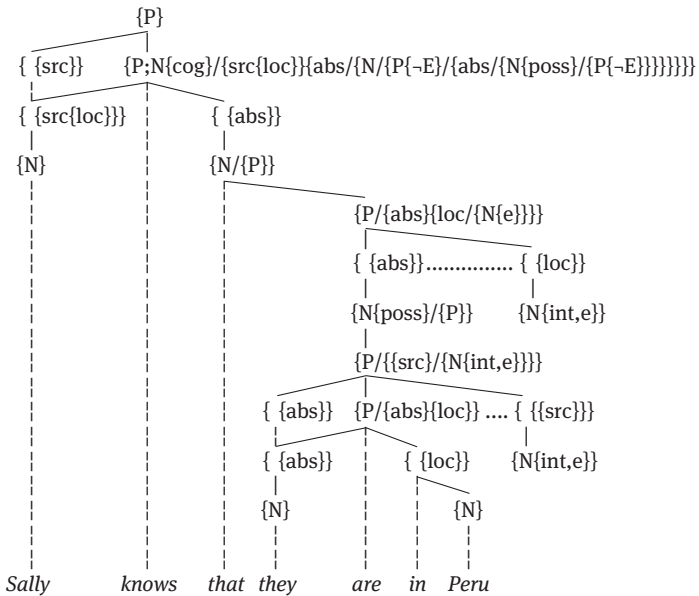 {P}
{ {src}} {P;N{cog}/{src{loc}}{abs/{N/{P{¬E}/{abs/{N{poss}/{P{¬E}}}}}}}}
{ {src{loc}}} { {abs}}
{N} {N/{P}}
{P/{abs}{loc/{N{e}}}}
{ {abs}}............... { {loc}}
{N{poss}/{P}} {N{int,e}}
{P/{{src}/{N{int,e}}}}
{ {abs}} {P/{abs}{loc}} .... { {{src}}}
{ {abs}} { {loc}} {N{int,e}}
{N} {N}
Sally knows that they are in Peru